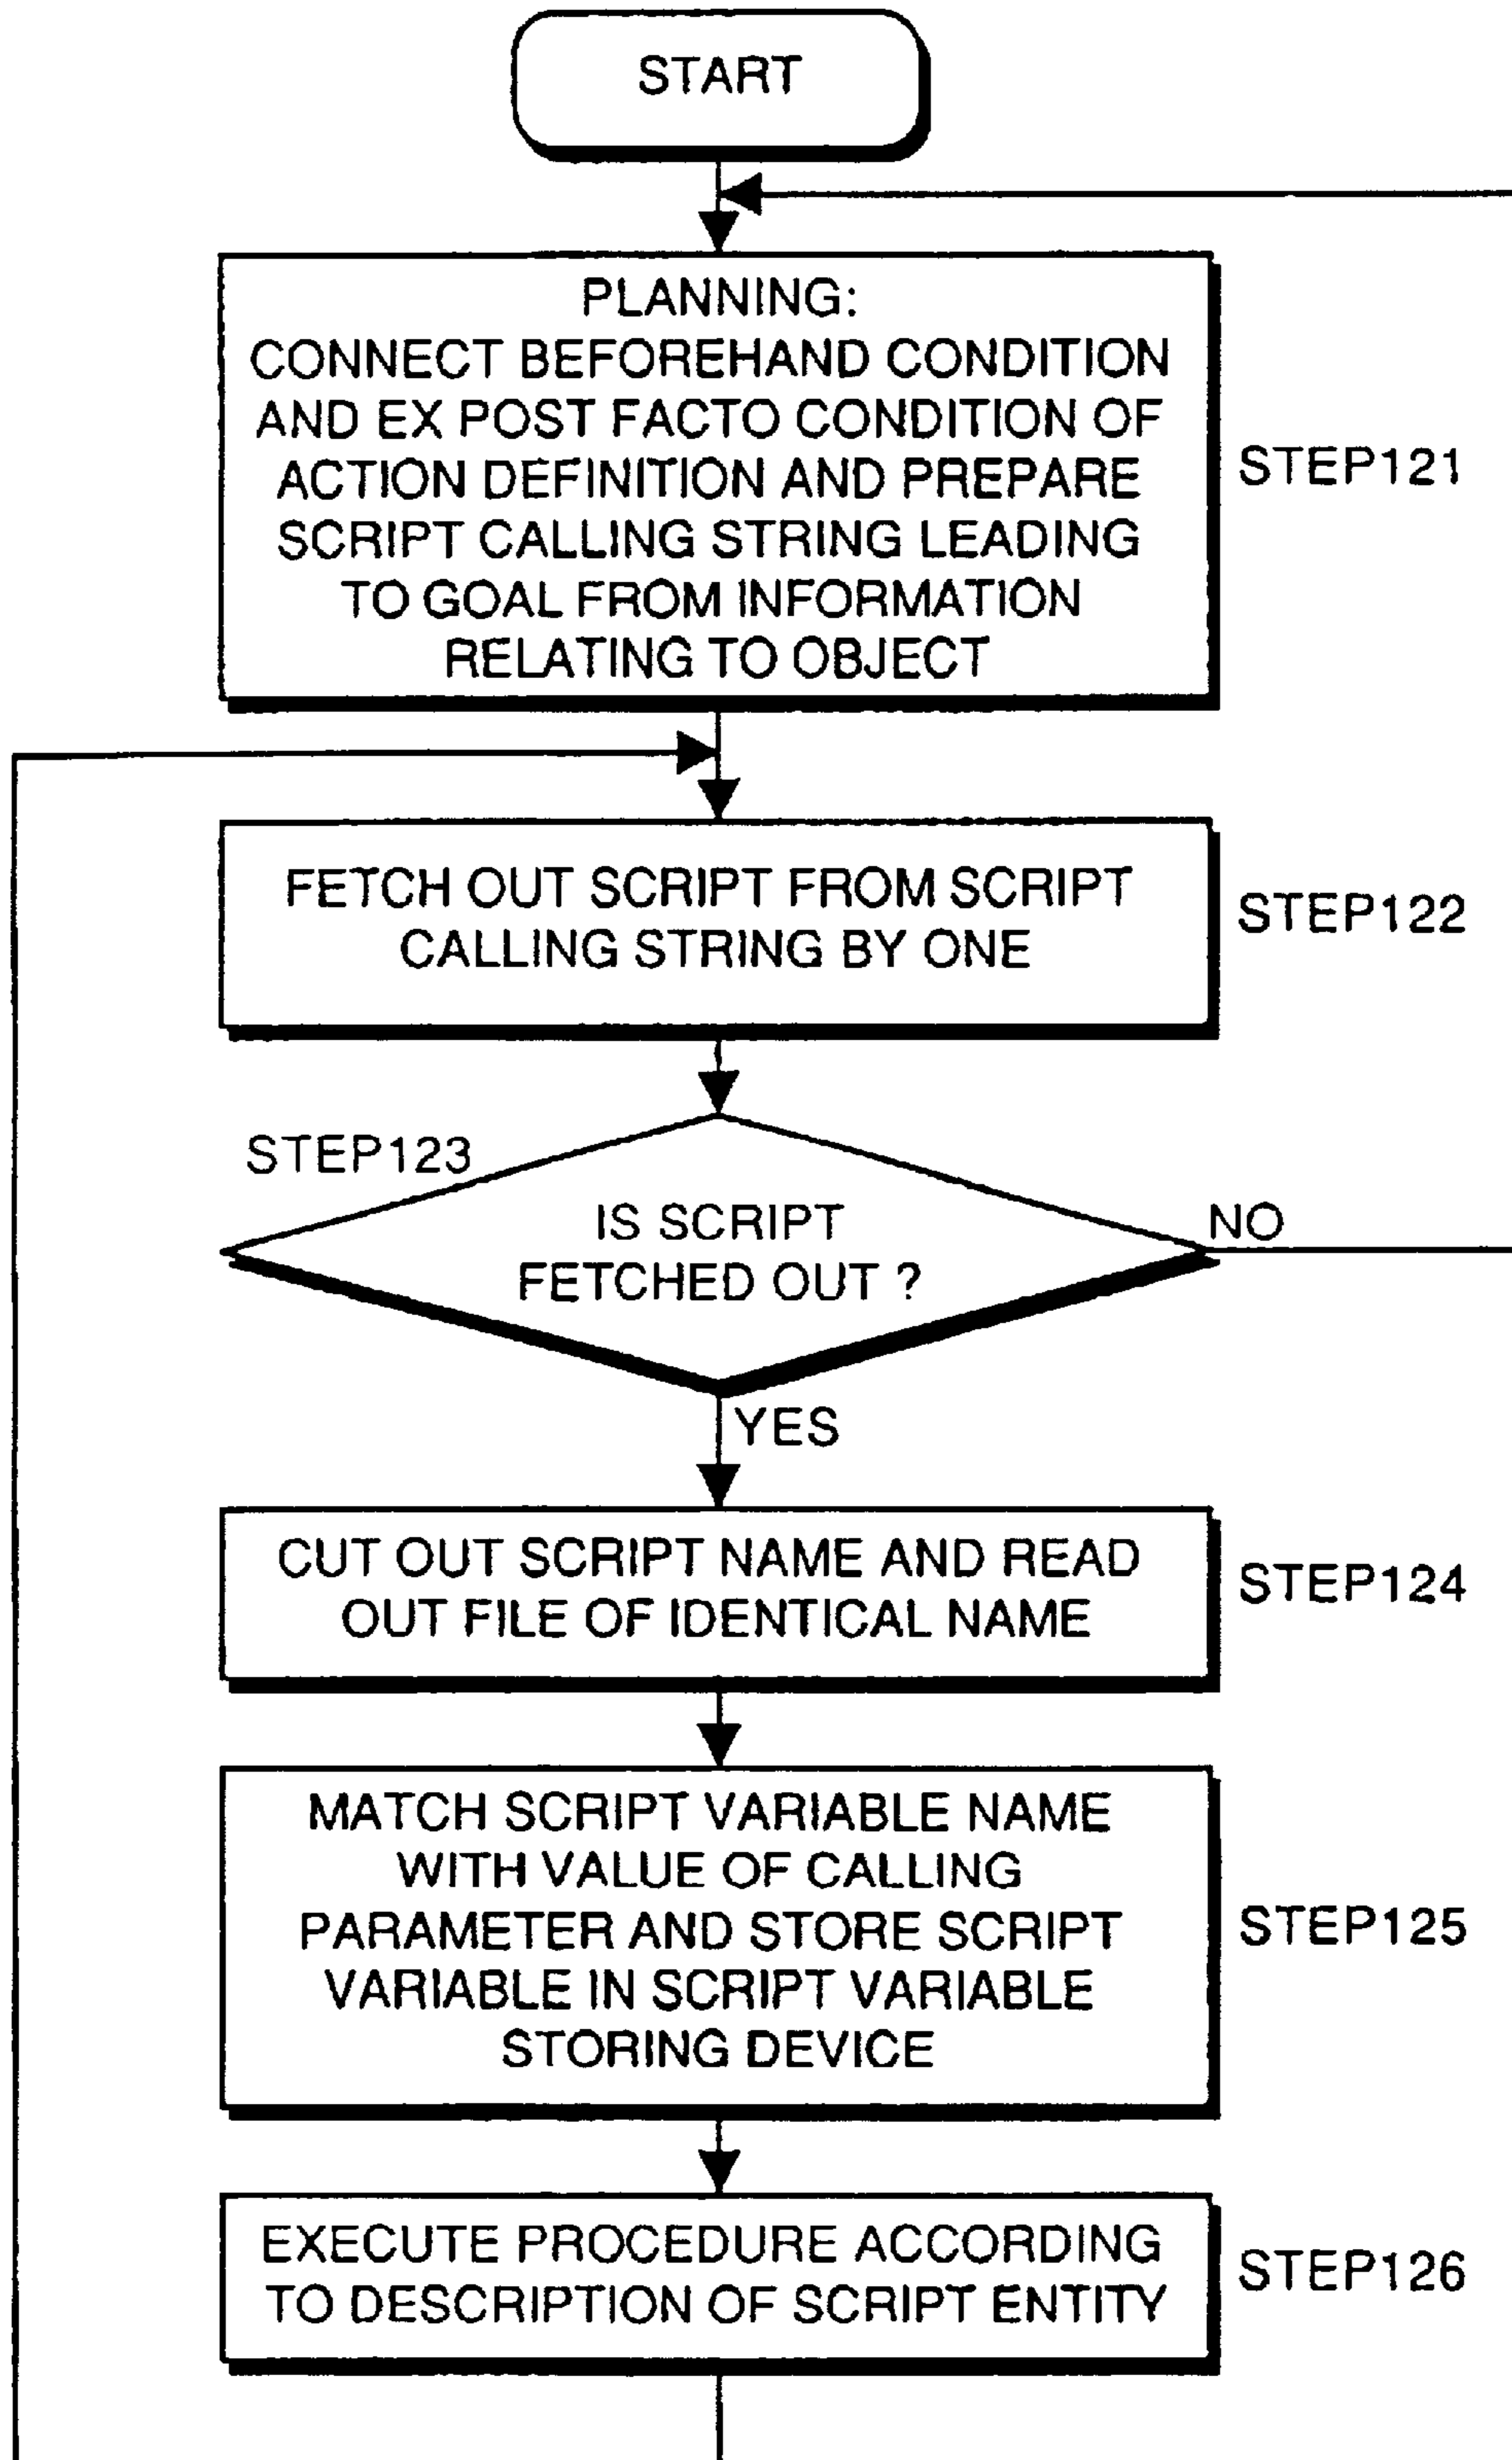 START
PLANNING:
CONNECT BEFOREHAND CONDITION
AND EX POST FACTO CONDITION OF
ACTION DEFINITION AND PREPARE
SCRIPT CALLING STRING LEADING
TO GOAL FROM INFORMATION
RELATING TO OBJECT
STEP121
FETCH OUT SCRIPT FROM SCRIPT
CALLING STRING BY ONE
STEP122
STEP123
IS SCRIPT
FETCHED OUT ?
NO
YES
CUT OUT SCRIPT NAME AND READ
OUT FILE OF IDENTICAL NAME
STEP124
MATCH SCRIPT VARIABLE NAME
WITH VALUE OF CALLING
PARAMETER AND STORE SCRIPT
VARIABLE IN SCRIPT VARIABLE
STORING DEVICE
STEP125
EXECUTE PROCEDURE ACCORDING
TO DESCRIPTION OF SCRIPT ENTITY
STEP126